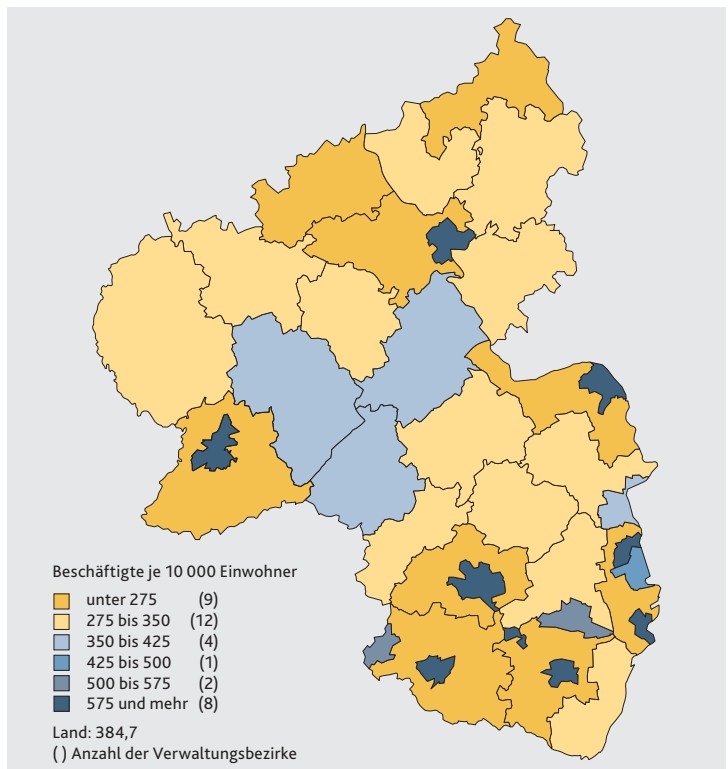 Beschäftigte je 10 000 Einwohner
unter 275 (9)
275 bis 350 (12)
350 bis 425 (4)
425 bis 500 (1)
500 bis 575 (2)
575 und mehr (8)
Land: 384,7
( ) Anzahl der Verwaltungsbezirke